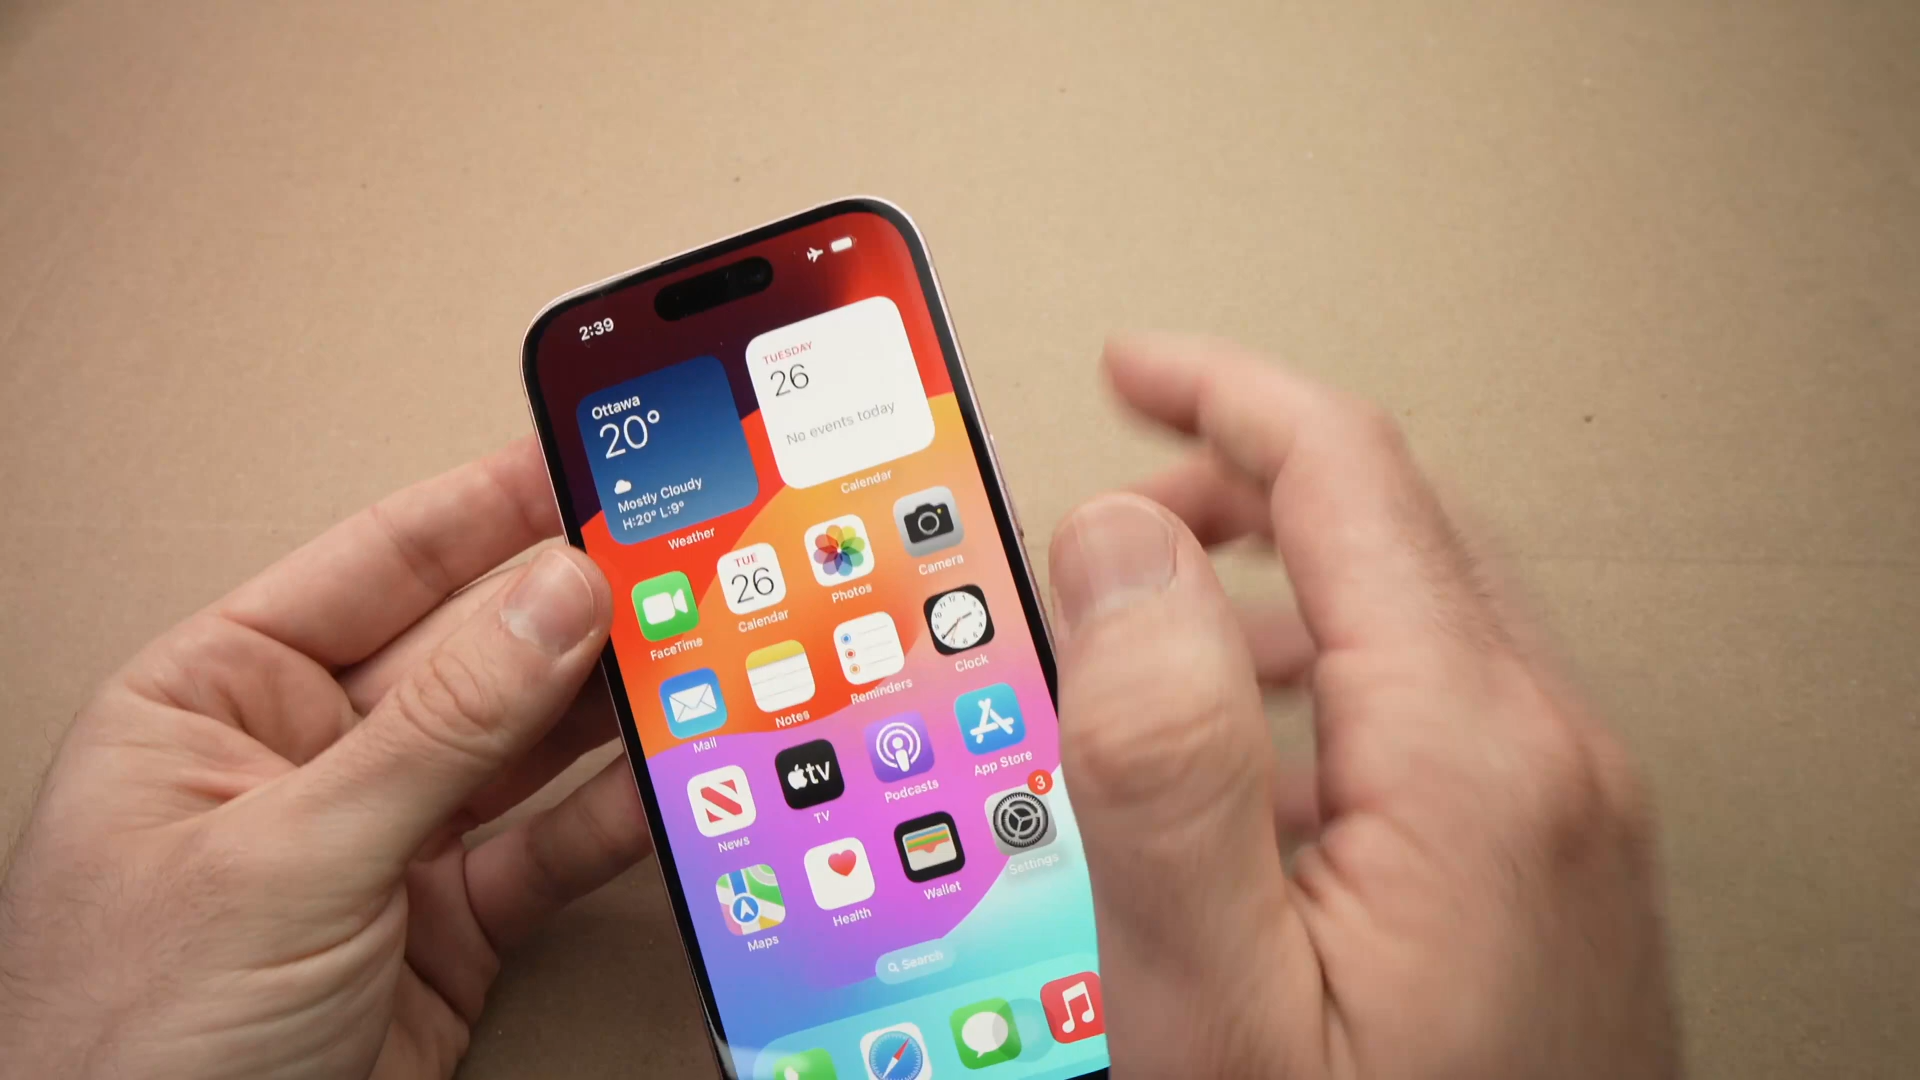 2:39
Ottawa
20°
Mostly Cloudy
H:20° L:9°
Weather
TUESDAY
26
No events today
Calendar
FaceTime
TUE
26
Calendar
Photos
Camera
Mail
Notes
Reminders
Clock
News
tv
TV
Podcasts
App Store
Maps
Health
Wallet
3
Settings
Search